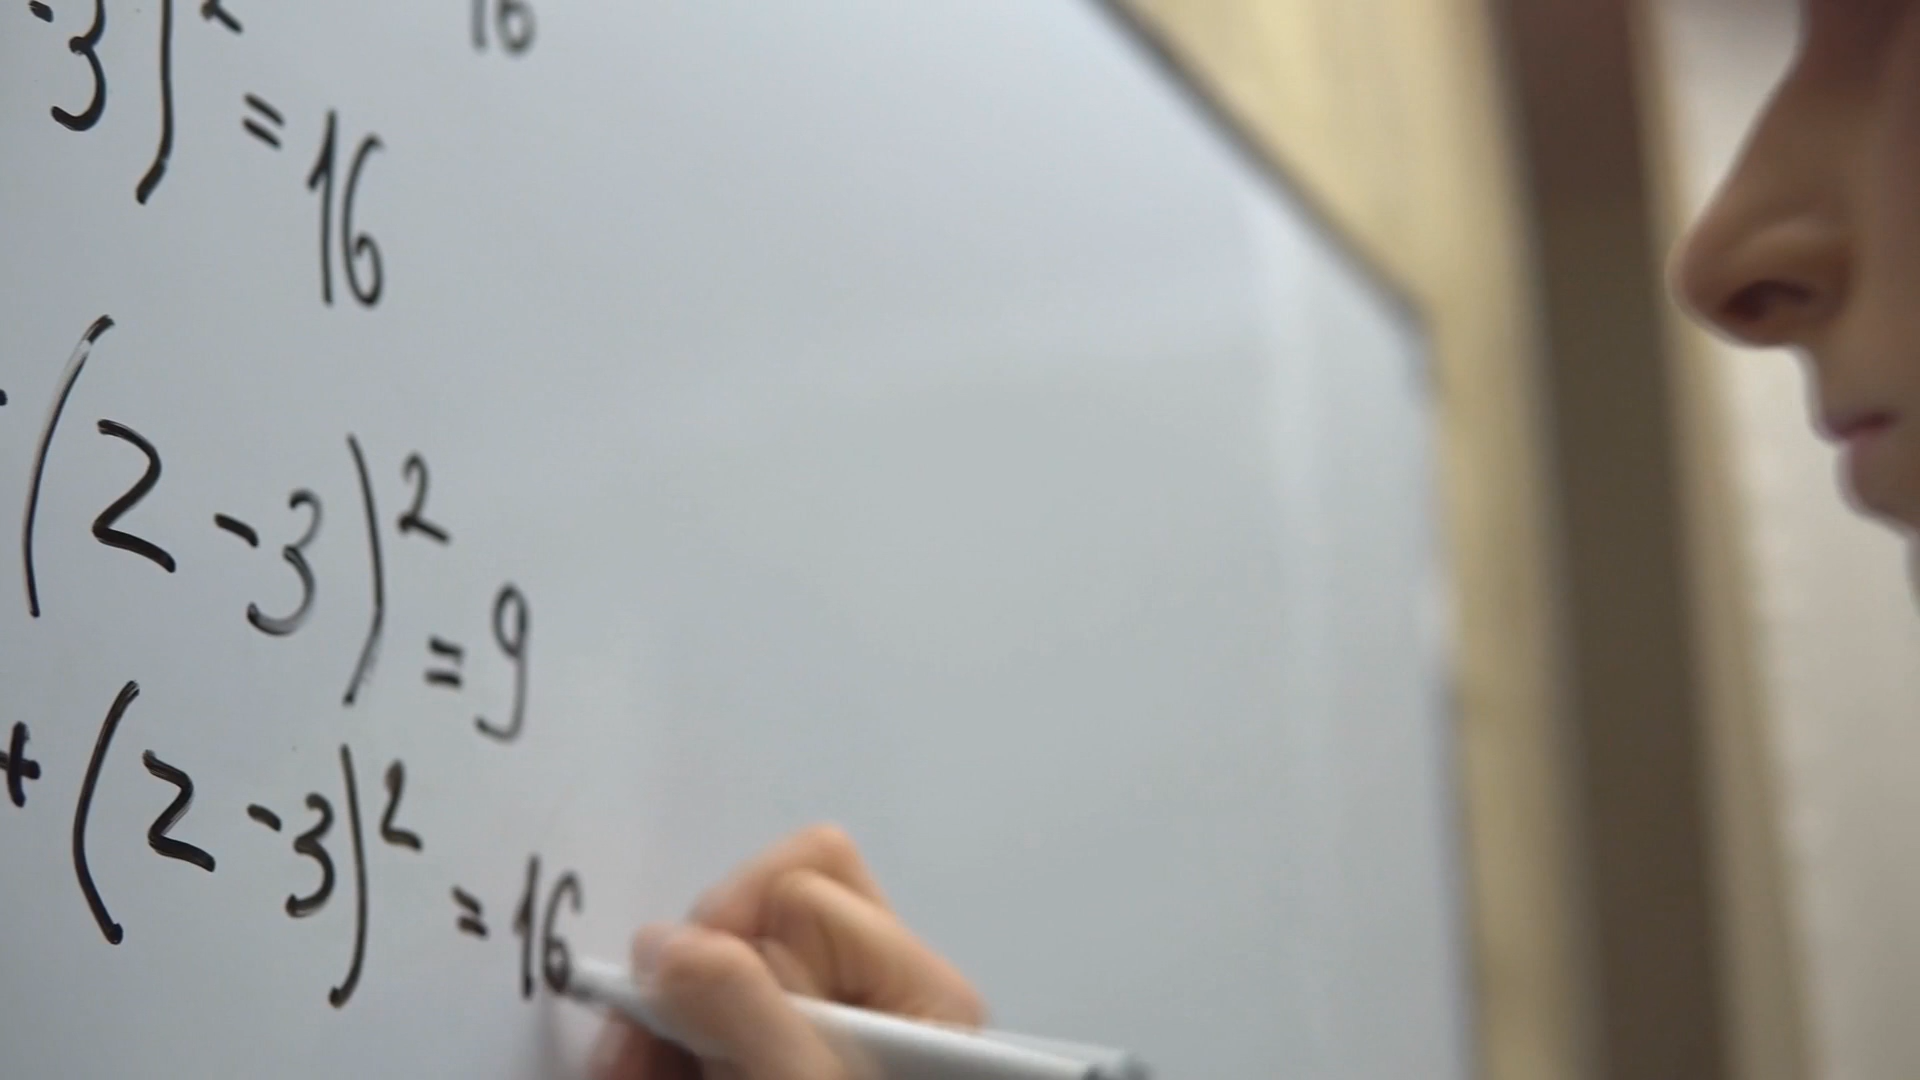 16
3)² = 16
(2 - 3)² = 9
+ (2 - 3)² = 16